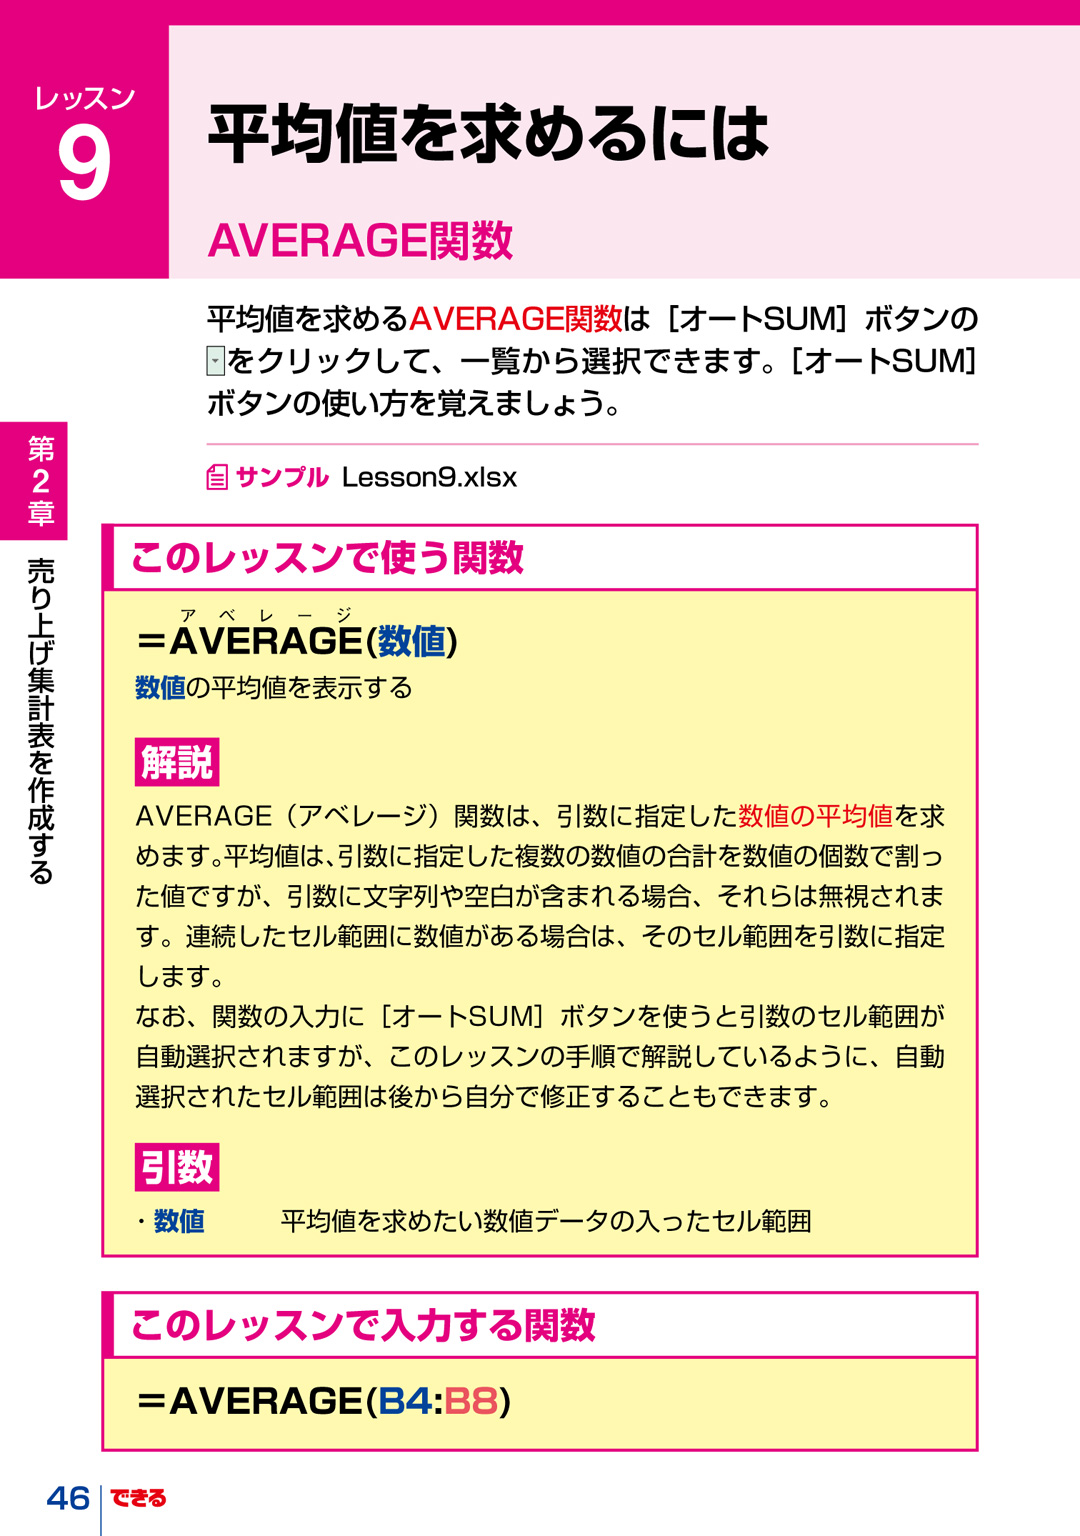 レッスン
9
平均値を求めるには
AVERAGE関数
平均値を求めるAVERAGE関数は［オートSUM］ボタンの
をクリックして、一覧から選択できます。［オートSUM］
ボタンの使い方を覚えましょう。
サンプル Lesson9.xlsx
第2章
売り上げ集計表を作成する
このレッスンで使う関数
アベレージ
＝AVERAGE(数値)
数値の平均値を表示する
解説
AVERAGE（アベレージ）関数は、引数に指定した数値の平均値を求
めます。平均値は、引数に指定した複数の数値の合計を数値の個数で割っ
た値ですが、引数に文字列や空白が含まれる場合、それらは無視されま
す。連続したセル範囲に数値がある場合は、そのセル範囲を引数に指定
します。
なお、関数の入力に［オートSUM］ボタンを使うと引数のセル範囲が
自動選択されますが、このレッスンの手順で解説しているように、自動
選択されたセル範囲は後から自分で修正することもできます。
引数
・数値 平均値を求めたい数値データの入ったセル範囲
このレッスンで入力する関数
＝AVERAGE(B4:B8)
46 できる